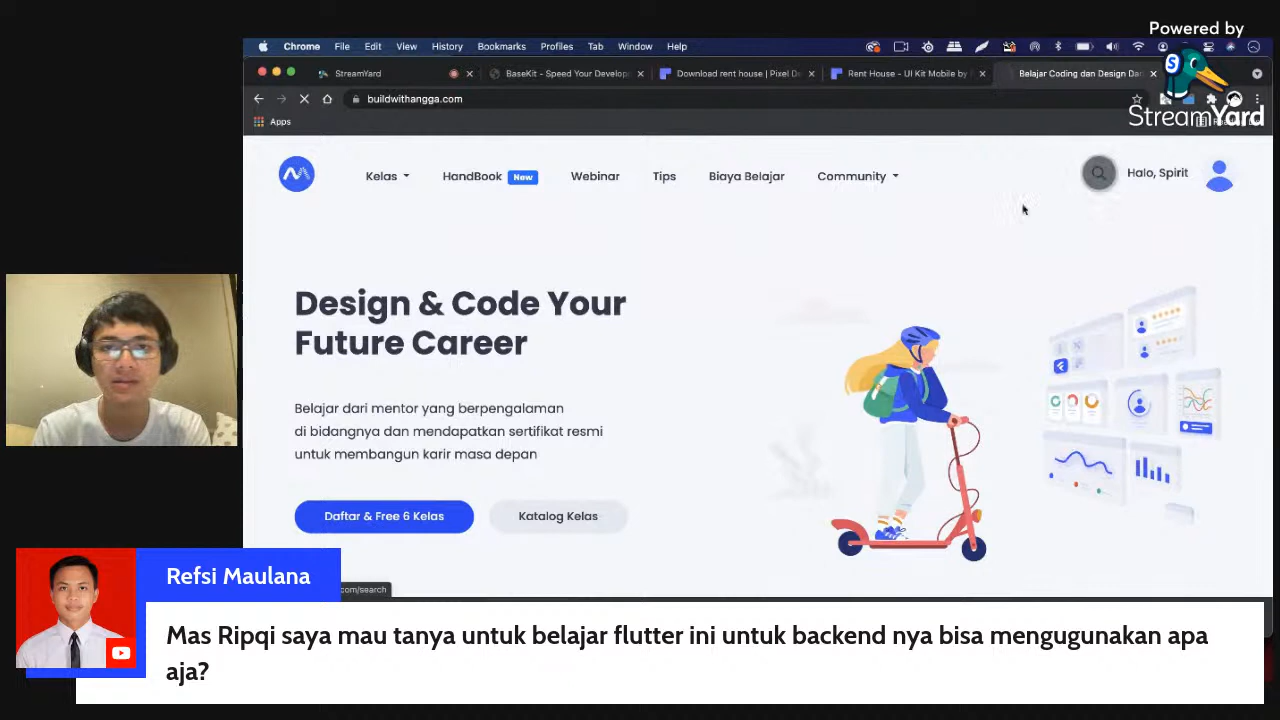 Powered by
StreamYard
Chrome File Edit View History Bookmarks Profiles Tab Window Help
StreamYard
BaseKit - Speed Your Develop
Download rent house | Pixel D
Rent House - UI Kit Mobile by
Belajar Coding dan Design Da
buildwithangga.com
Apps
Kelas HandBook New Webinar Tips Biaya Belajar Community
Halo, Spirit
Design & Code Your
Future Career
Belajar dari mentor yang berpengalaman
di bidangnya dan mendapatkan sertifikat resmi
untuk membangun karir masa depan
Daftar & Free 6 Kelas Katalog Kelas
com/search
Refsi Maulana
Mas Ripqi saya mau tanya untuk belajar flutter ini untuk backend nya bisa mengugunakan apa
aja?